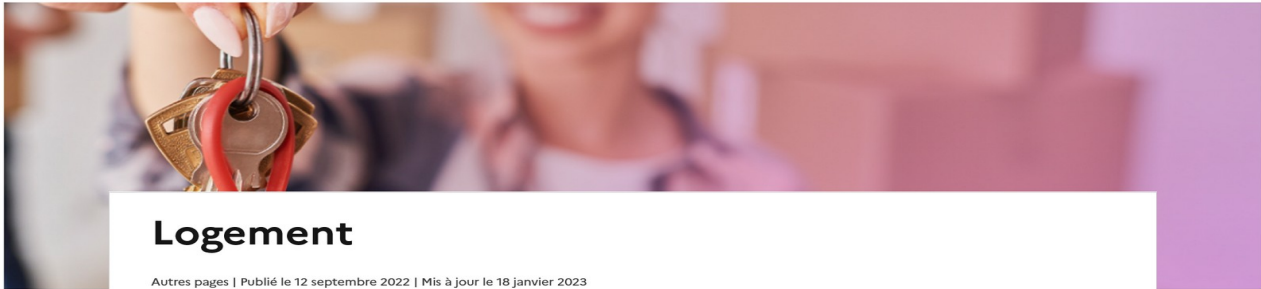 Logement
Autres pages | Publié le 12 septembre 2022 | Mis à jour le 18 janvier 2023